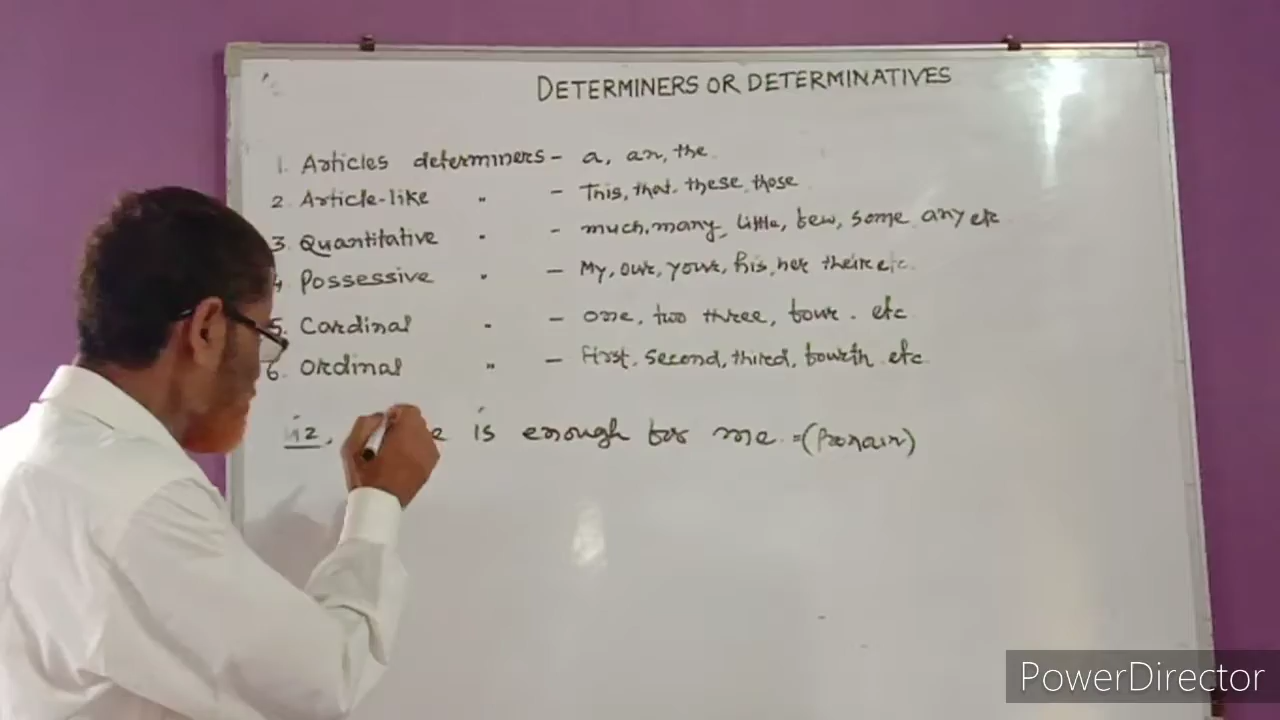 DETERMINERS OR DETERMINATIVES
1. Articles determiners - a, an, the.
2. Article-like " - This, that, these, those
3. Quantitative " - much, many, little, few, some, any etc
4. Possessive " - My, our, your, his, her their etc.
5. Cardinal " - one, two three, four. etc
6. Ordinal " - First, second, third, fourth etc.
is enough for me. = (Pronoun)
PowerDirector